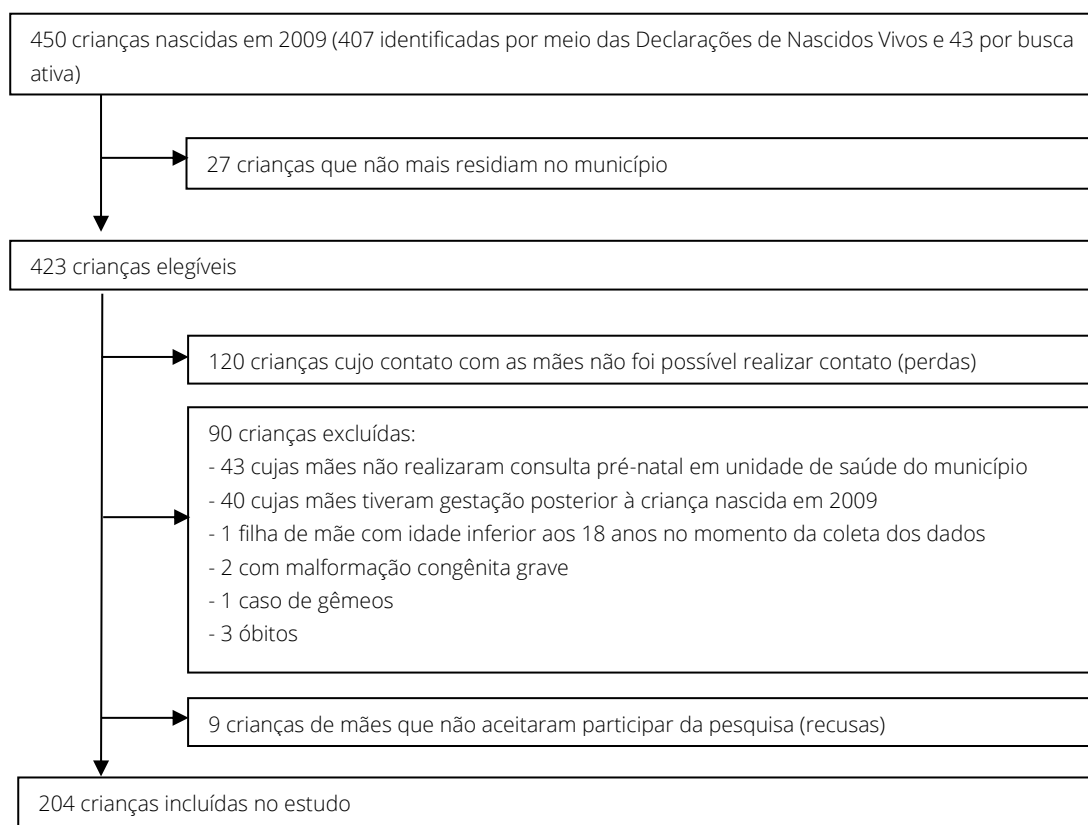 450 crianças nascidas em 2009 (407 identificadas por meio das Declarações de Nascidos Vivos e 43 por busca
ativa)
27 crianças que não mais residiam no município
423 crianças elegíveis
120 crianças cujo contato com as mães não foi possível realizar contato (perdas)
90 crianças excluídas:
- 43 cujas mães não realizaram consulta pré-natal em unidade de saúde do município
- 40 cujas mães tiveram gestação posterior à criança nascida em 2009
- 1 filha de mãe com idade inferior aos 18 anos no momento da coleta dos dados
- 2 com malformação congênita grave
- 1 caso de gêmeos
- 3 óbitos
9 crianças de mães que não aceitaram participar da pesquisa (recusas)
204 crianças incluídas no estudo